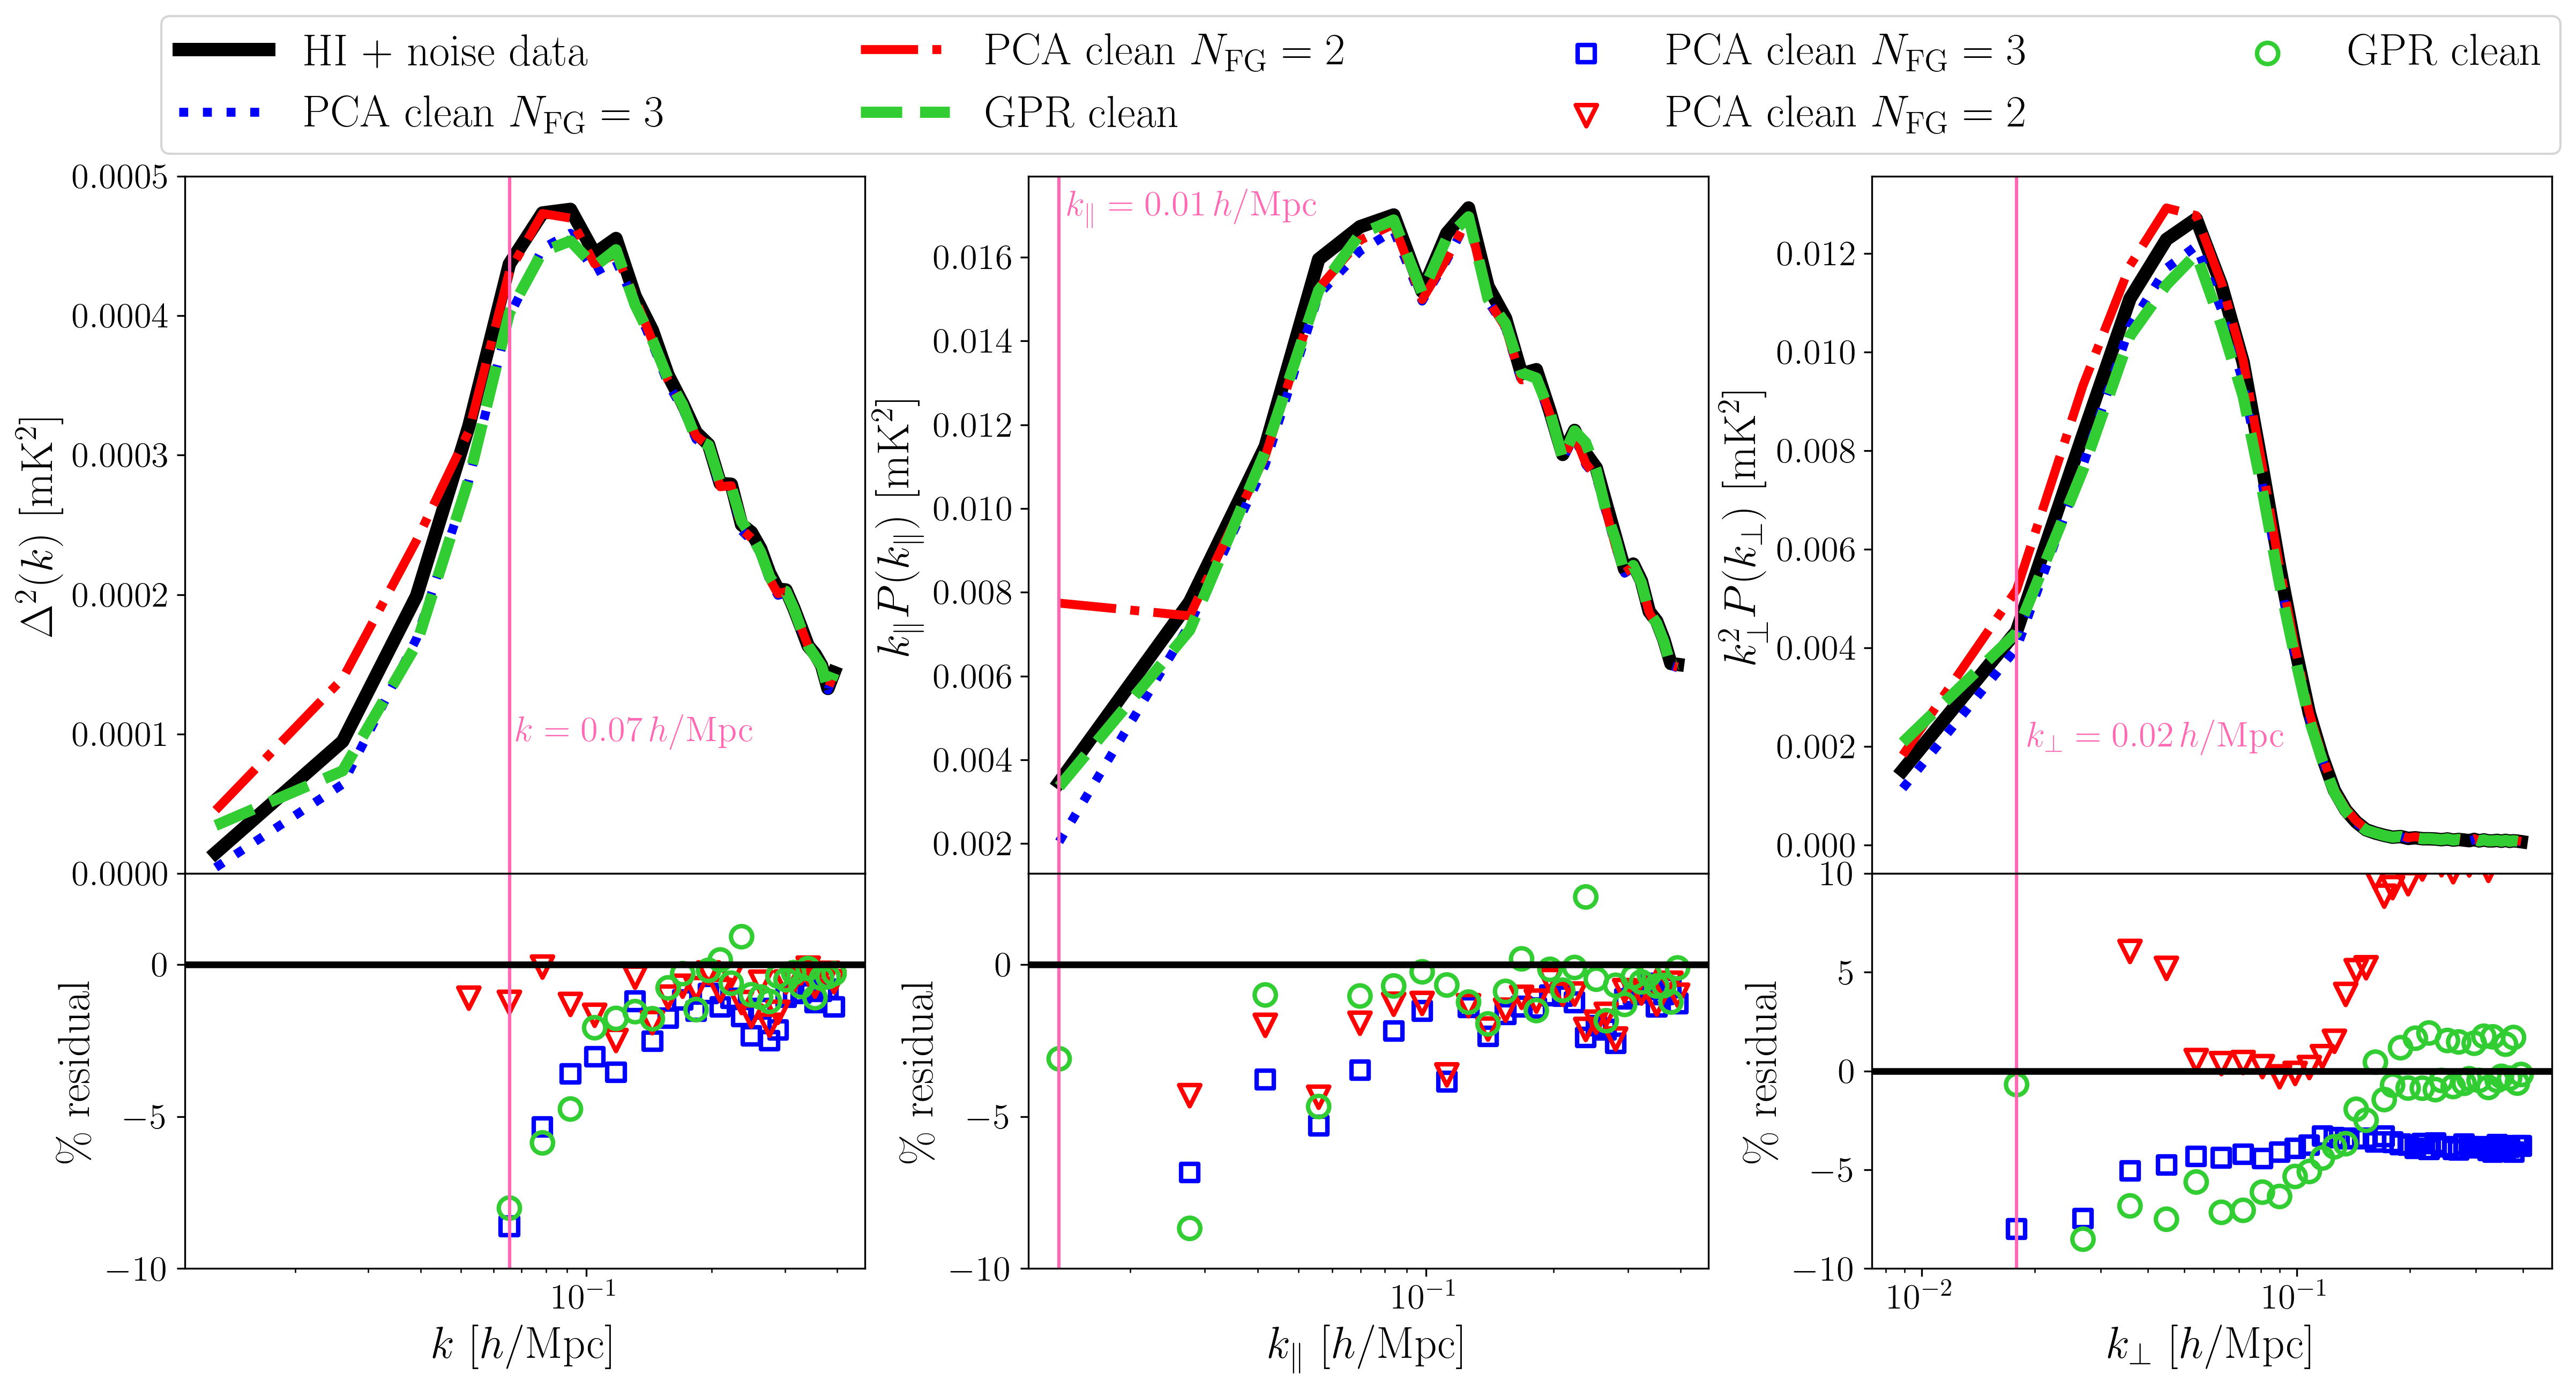 HI + noise data
PCA clean N_FG = 3
PCA clean N_FG = 2
GPR clean
PCA clean N_FG = 3
PCA clean N_FG = 2
GPR clean
0.0005
0.0004
0.0003
0.0002
0.0001
0.0000
Δ²(k) [mK²]
k = 0.07 h/Mpc
0
−5
−10
% residual
10⁻¹
k [h/Mpc]
0.016
0.014
0.012
0.010
0.008
0.006
0.004
0.002
k_∥P(k_∥) [mK²]
k_∥ = 0.01 h/Mpc
0
−5
−10
% residual
10⁻¹
k_∥ [h/Mpc]
0.012
0.010
0.008
0.006
0.004
0.002
0.000
k²_⊥P(k_⊥) [mK²]
k_⊥ = 0.02 h/Mpc
10
5
0
−5
−10
% residual
10⁻²
10⁻¹
k_⊥ [h/Mpc]